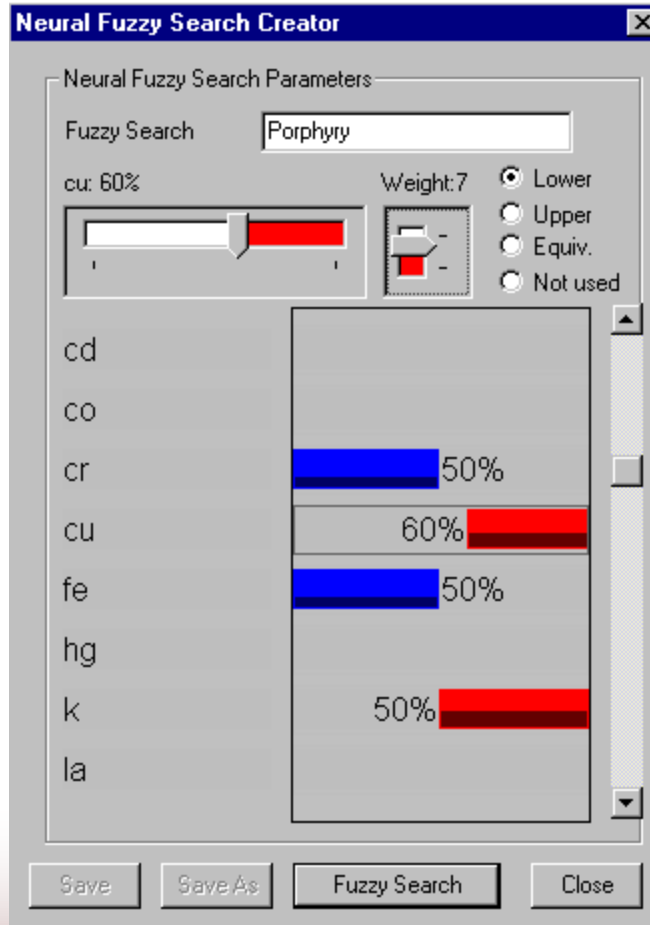 Neural Fuzzy Search Creator
Neural Fuzzy Search Parameters
Fuzzy Search Porphyry
cu: 60% Weight:7
Lower
Upper
Equiv.
Not used
cd
co
cr 50%
cu 60%
fe 50%
hg
k 50%
la
Save Save As Fuzzy Search Close